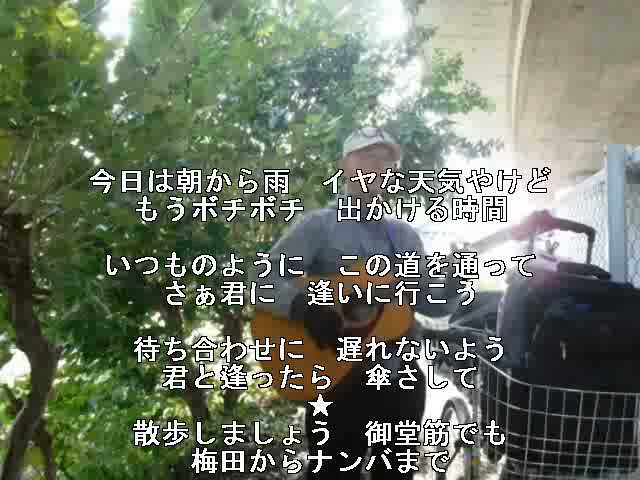 今日は朝から雨　イヤな天気やけど
もうボチボチ　出かける時間
いつものように　この道を通って
さぁ君に　逢いに行こう
待ち合わせに　遅れないよう
君と逢ったら　傘さして
★
散歩しましょう　御堂筋でも
梅田からナンバまで